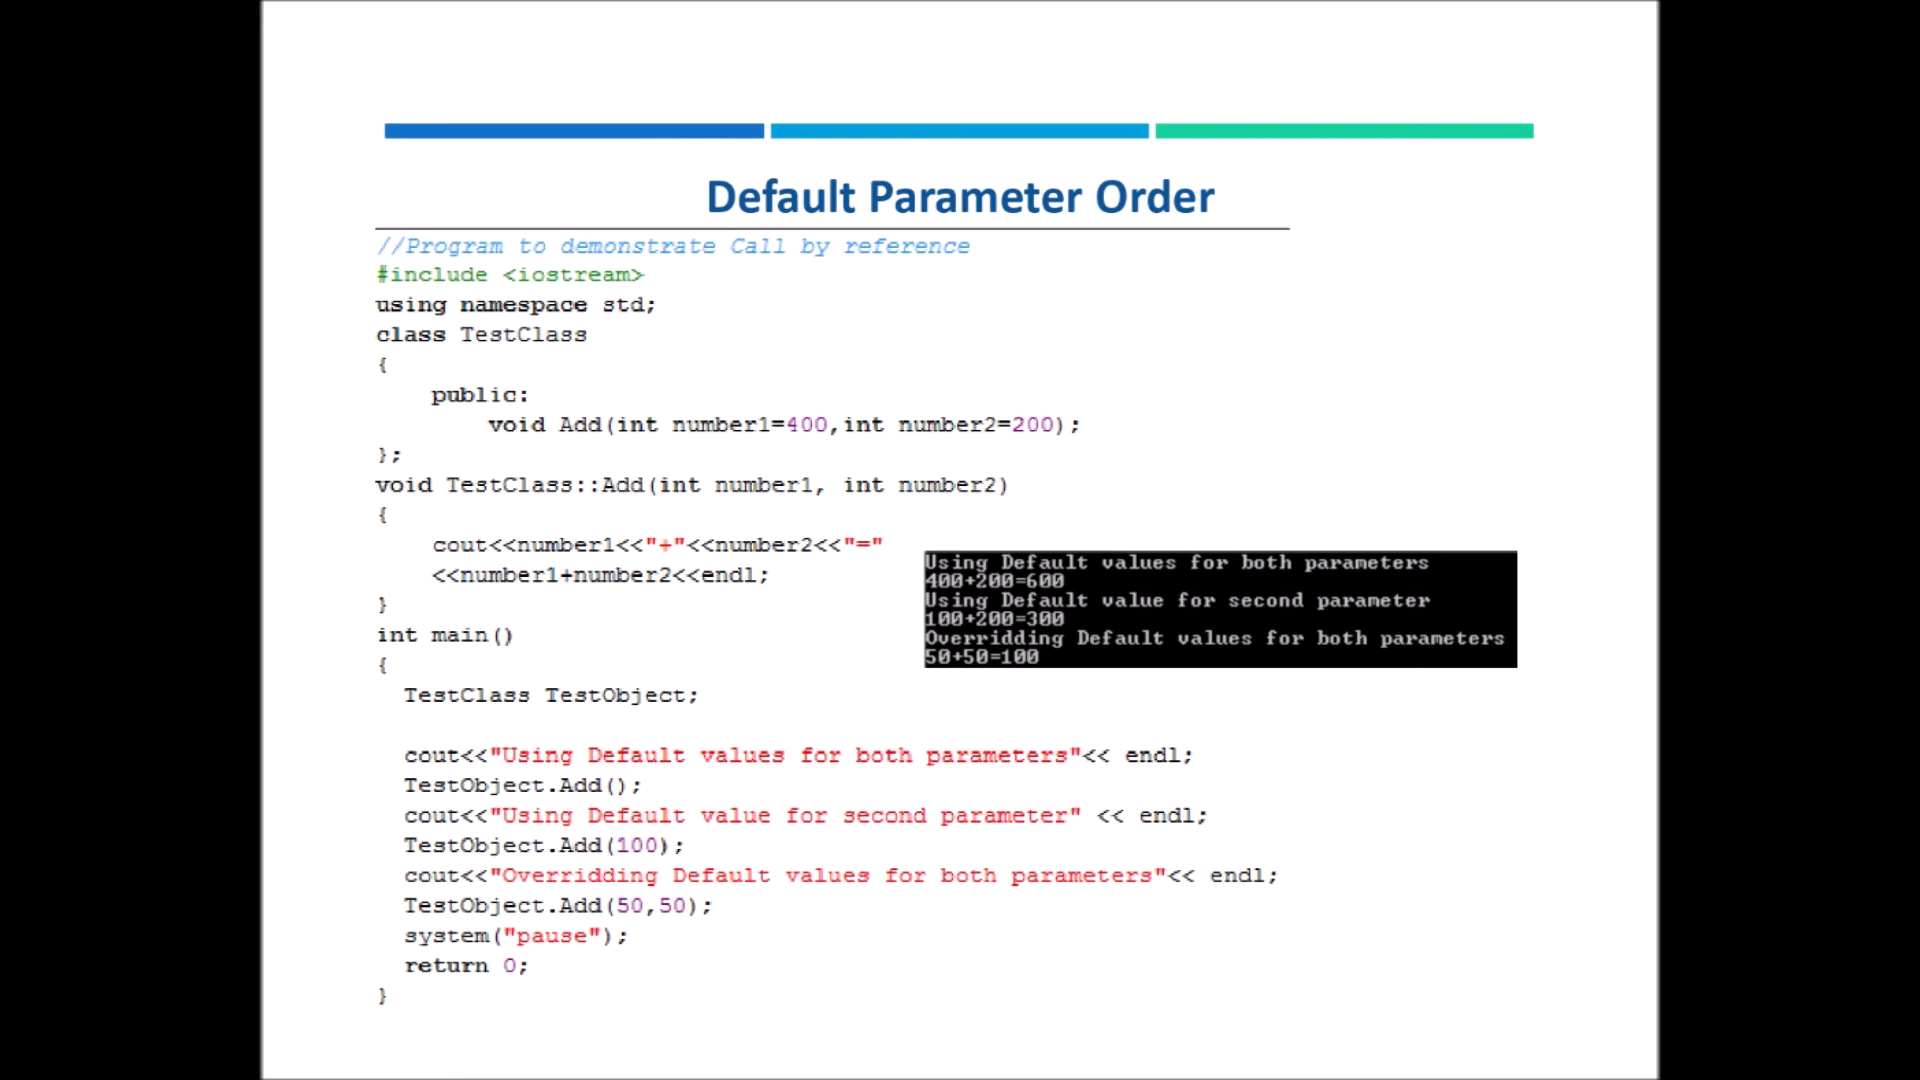 Default Parameter Order
//Program to demonstrate Call by reference
#include <iostream>
using namespace std;
class TestClass
{
    public:
        void Add(int number1=400,int number2=200);
};
void TestClass::Add(int number1, int number2)
{
    cout<<number1<<"+"<<number2<<"="
    <<number1+number2<<endl;
}
int main()
{
  TestClass TestObject;

  cout<<"Using Default values for both parameters"<< endl;
  TestObject.Add();
  cout<<"Using Default value for second parameter" << endl;
  TestObject.Add(100);
  cout<<"Overridding Default values for both parameters"<< endl;
  TestObject.Add(50,50);
  system("pause");
  return 0;
}
Using Default values for both parameters
400+200=600
Using Default value for second parameter
100+200=300
Overridding Default values for both parameters
50+50=100